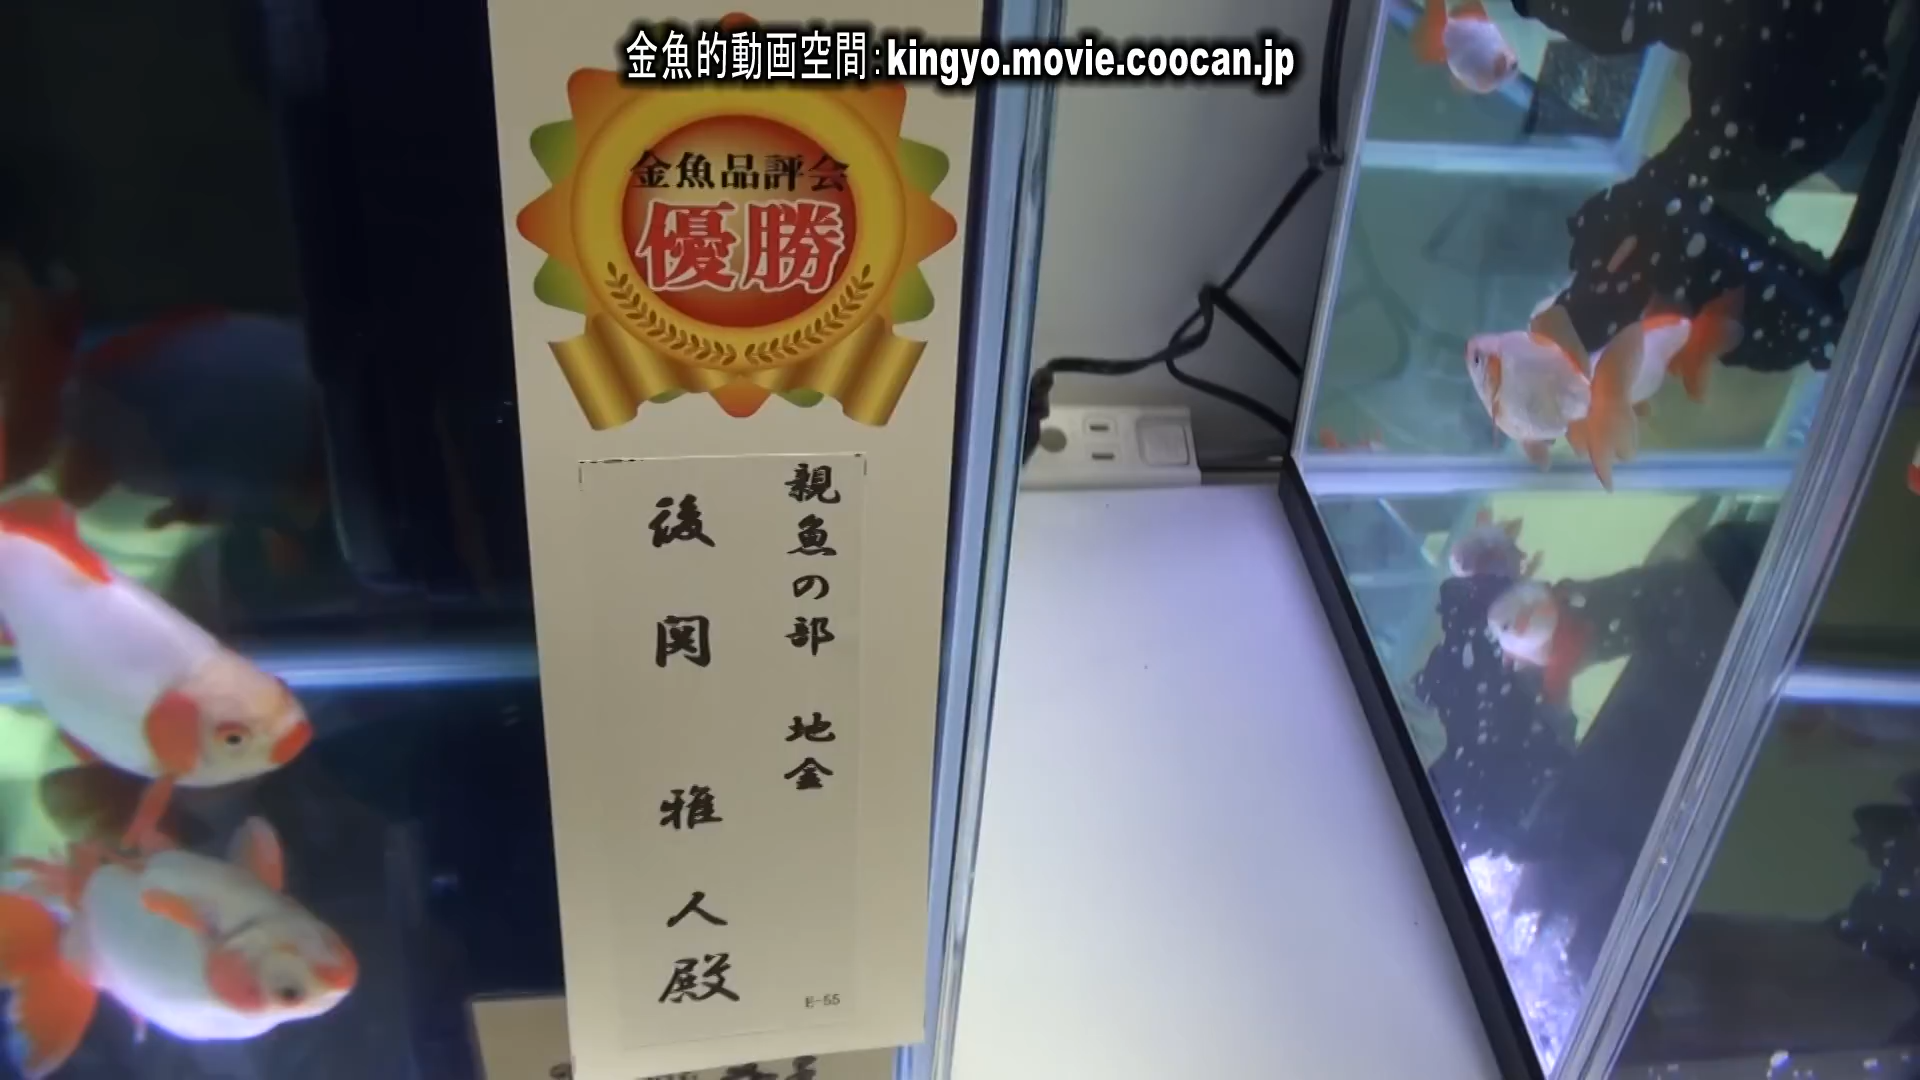 金魚的動画空間:kingyo.movie.coocan.jp
金魚品評会
優勝
親魚の部 地金
後関 雅人殿
E-55